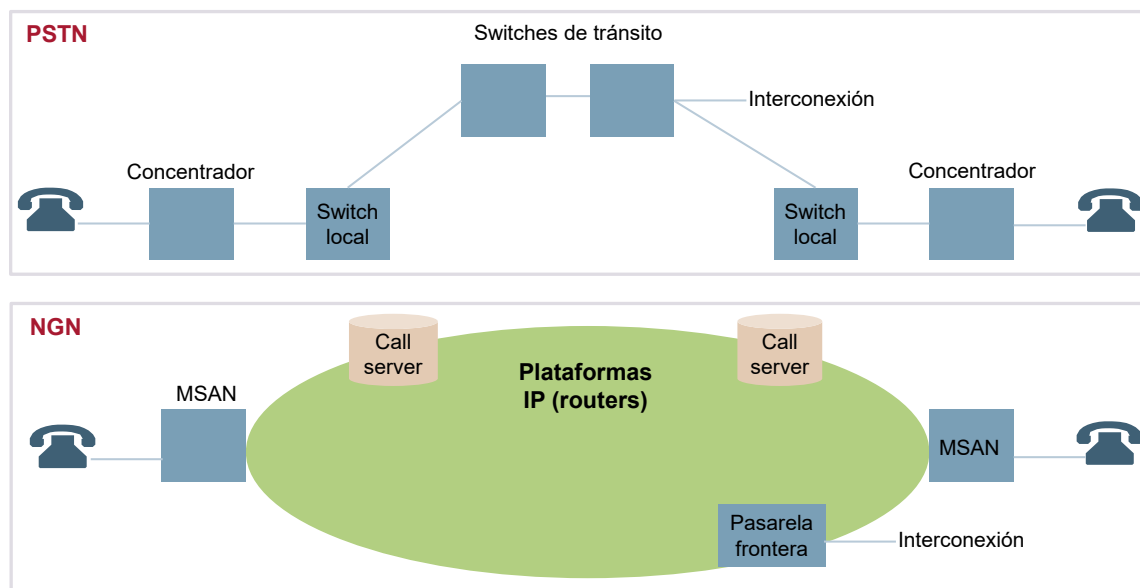 PSTN
Switches de tránsito
Interconexión
Concentrador
Concentrador
Switch
local
Switch
local
NGN
Call
server
Call
server
Plataformas
IP (routers)
MSAN
MSAN
Pasarela
frontera
Interconexión